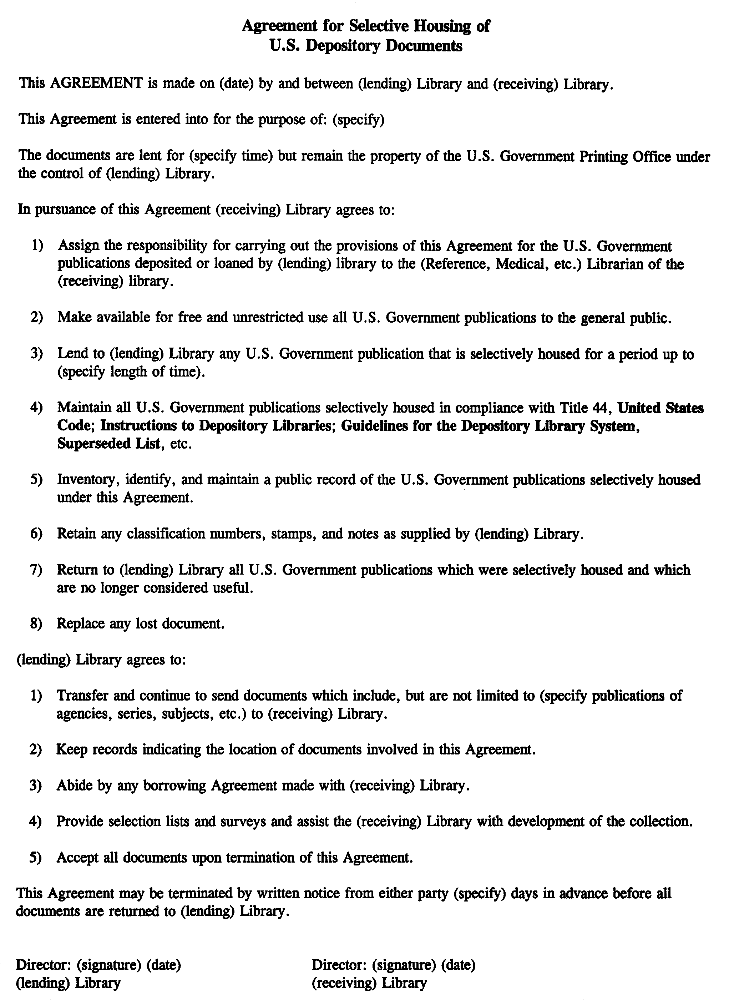 Agreement for Selective Housing of
U.S. Depository Documents
This AGREEMENT is made on (date) by and between (lending) Library and (receiving) Library.
This Agreement is entered into for the purpose of: (specify)
The documents are lent for (specify time) but remain the property of the U.S. Government Printing Office under
the control of (lending) Library.
In pursuance of this Agreement (receiving) Library agrees to:
1) Assign the responsibility for carrying out the provisions of this Agreement for the U.S. Government
publications deposited or loaned by (lending) library to the (Reference, Medical, etc.) Librarian of the
(receiving) library.
2) Make available for free and unrestricted use all U.S. Government publications to the general public.
3) Lend to (lending) Library any U.S. Government publication that is selectively housed for a period up to
(specify length of time).
4) Maintain all U.S. Government publications selectively housed in compliance with Title 44, United States
Code; Instructions to Depository Libraries; Guidelines for the Depository Library System,
Superseded List, etc.
5) Inventory, identify, and maintain a public record of the U.S. Government publications selectively housed
under this Agreement.
6) Retain any classification numbers, stamps, and notes as supplied by (lending) Library.
7) Return to (lending) Library all U.S. Government publications which were selectively housed and which
are no longer considered useful.
8) Replace any lost document.
(lending) Library agrees to:
1) Transfer and continue to send documents which include, but are not limited to (specify publications of
agencies, series, subjects, etc.) to (receiving) Library.
2) Keep records indicating the location of documents involved in this Agreement.
3) Abide by any borrowing Agreement made with (receiving) Library.
4) Provide selection lists and surveys and assist the (receiving) Library with development of the collection.
5) Accept all documents upon termination of this Agreement.
This Agreement may be terminated by written notice from either party (specify) days in advance before all
documents are returned to (lending) Library.
Director: (signature) (date) Director: (signature) (date)
(lending) Library (receiving) Library